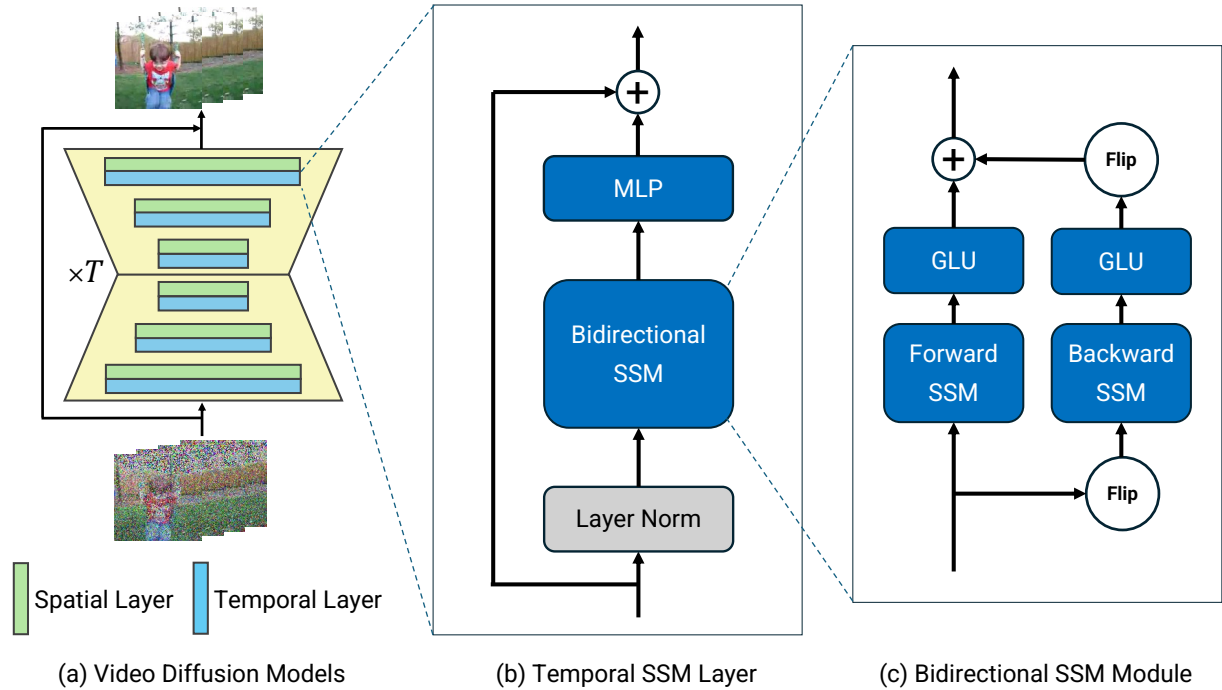 ×T
Spatial Layer
Temporal Layer
(a) Video Diffusion Models
+
MLP
Bidirectional
SSM
Layer Norm
(b) Temporal SSM Layer
+
Flip
GLU
GLU
Forward
SSM
Backward
SSM
Flip
(c) Bidirectional SSM Module